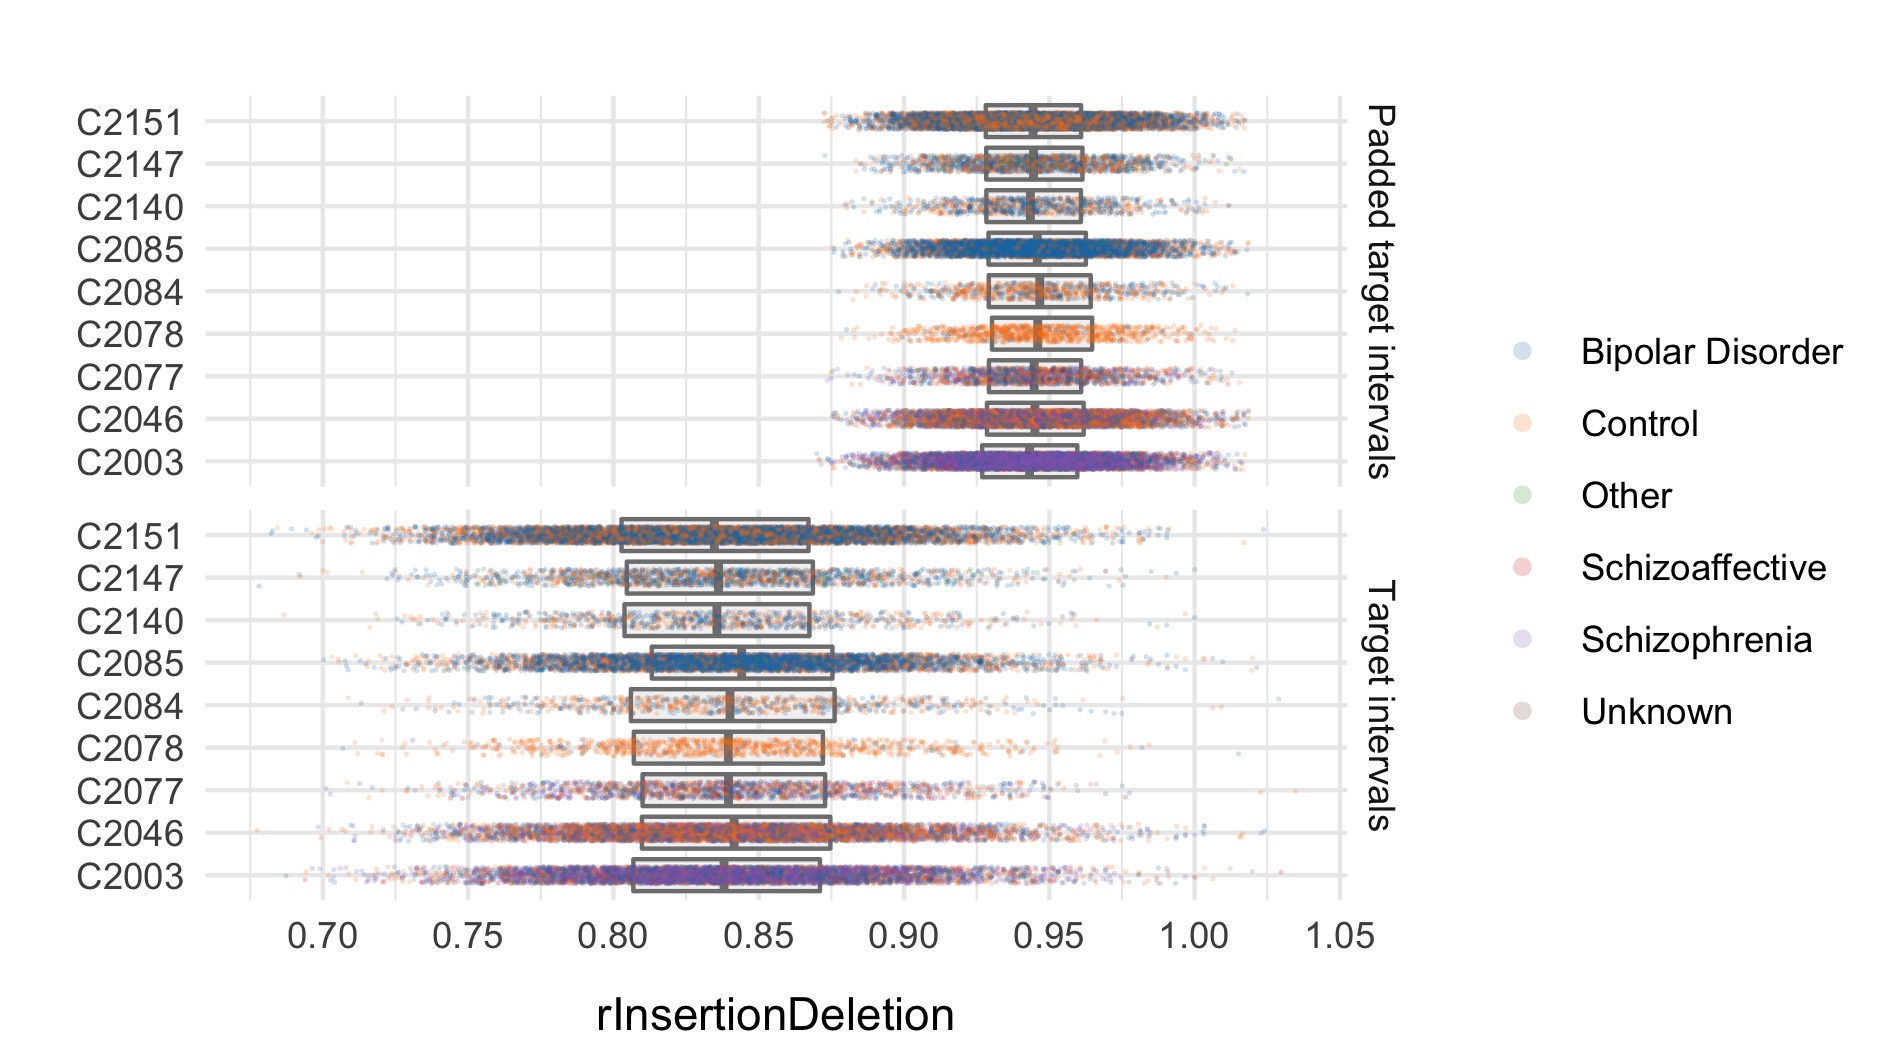 C2151
C2147
C2140
C2085
C2084
C2078
C2077
C2046
C2003
Padded target intervals
C2151
C2147
C2140
C2085
C2084
C2078
C2077
C2046
C2003
Target intervals
0.70 0.75 0.80 0.85 0.90 0.95 1.00 1.05
rInsertionDeletion
Bipolar Disorder
Control
Other
Schizoaffective
Schizophrenia
Unknown